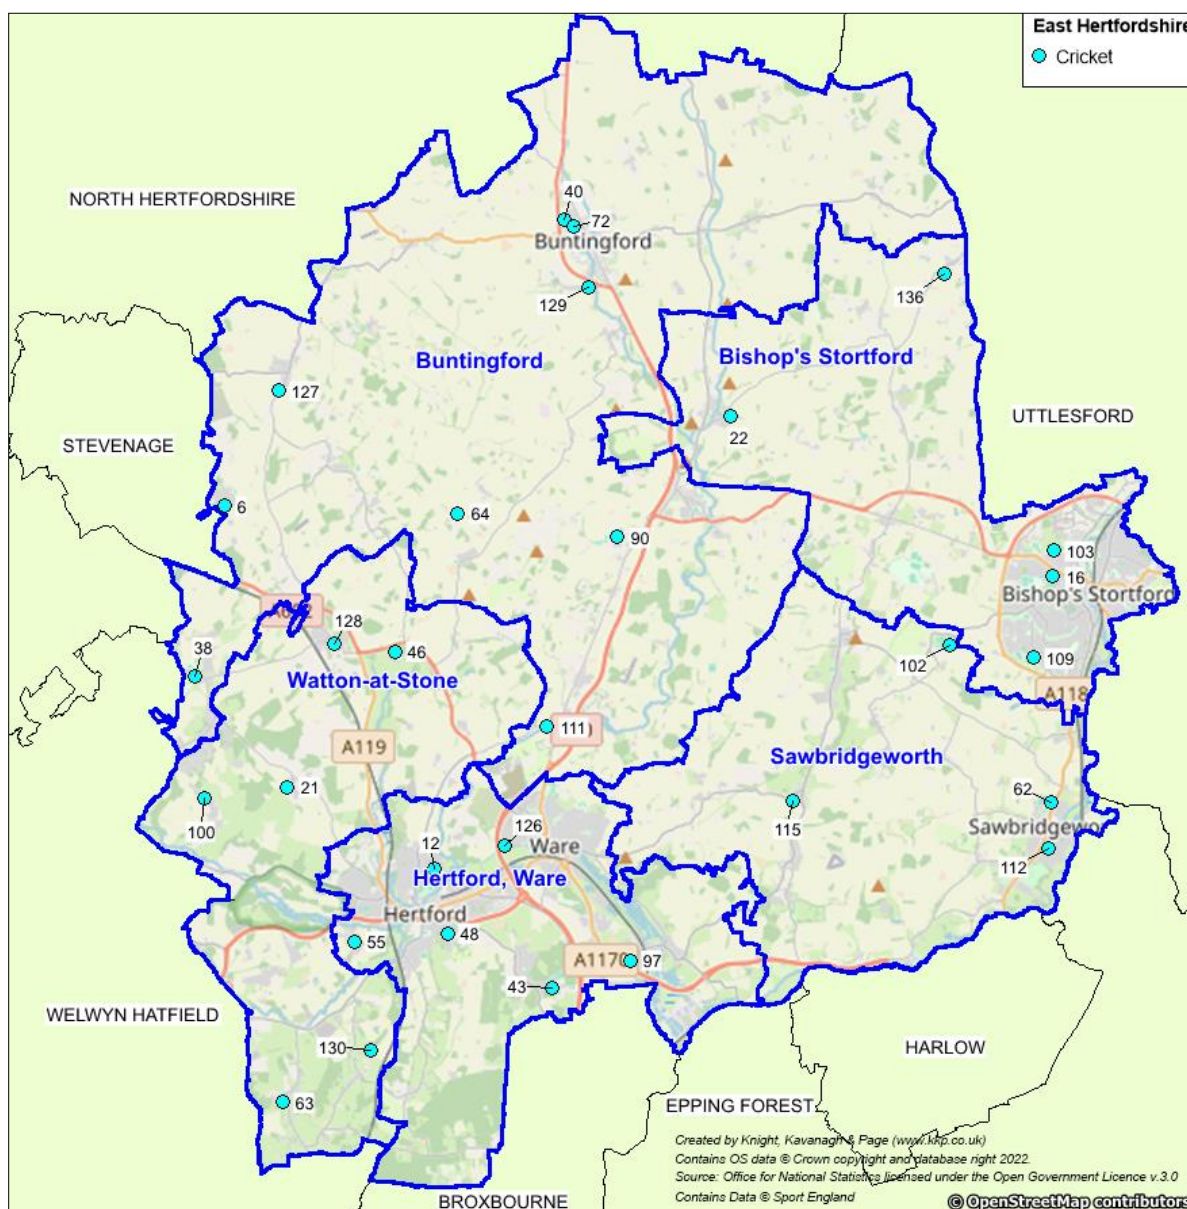 East Hertfordshire
Cricket
NORTH HERTFORDSHIRE
40
72
Buntingford
136
129
Buntingford
Bishop's Stortford
127
22
UTTLESFORD
STEVENAGE
6
64
90
103
16
Bishop's Stortford
128
46
102
109
38
Watton-at-Stone
A118
111
A119
Sawbridgeworth
21
62
100
115
Sawbridgewo
126
12
Ware
112
Hertford, Ware
Hertford
55
48
A1170
97
43
WELWYN HATFIELD
130
HARLOW
63
EPPING FOREST
Created by Knight, Kavanagh & Page (www.kkp.co.uk)
Contains OS data © Crown copyright and database right 2022.
Source: Office for National Statistics licensed under the Open Government Licence v.3.0
Contains Data © Sport England
BROXBOURNE
© OpenStreetMap contributors